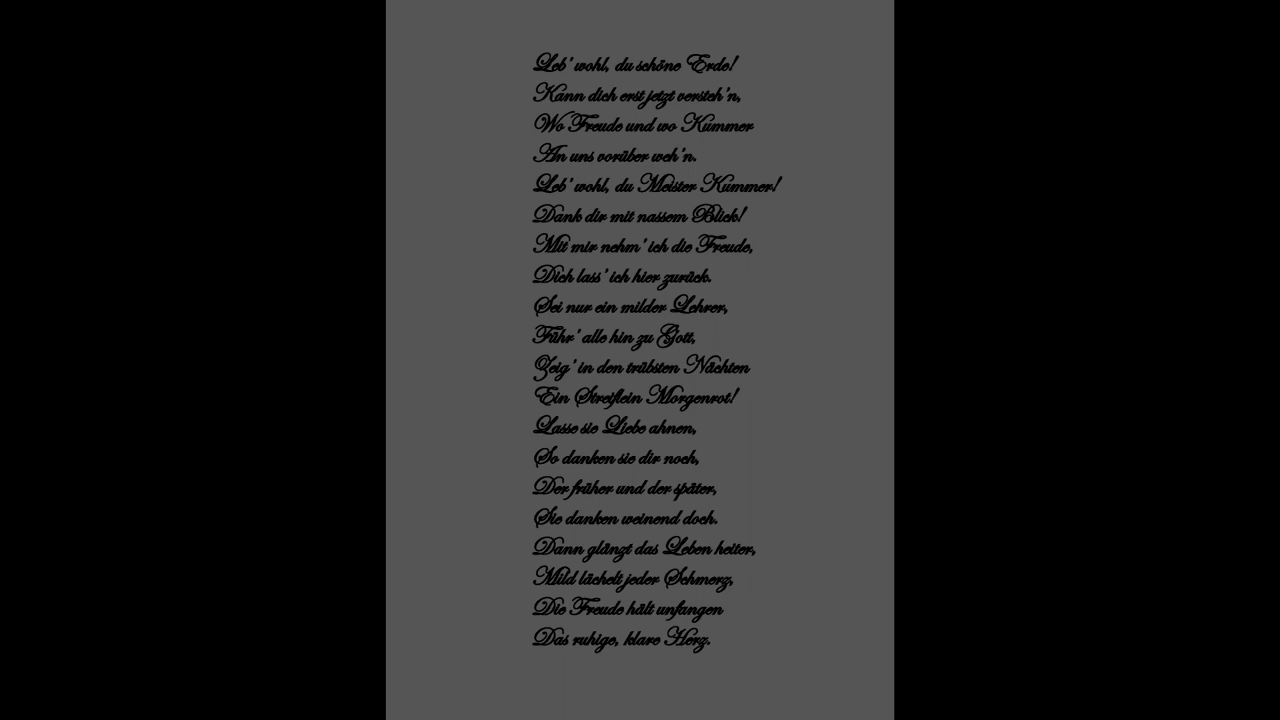 Leb' wohl, du schöne Erde!
Kann dich erst jetzt versteh'n,
Wo Freude und wo Kummer
An uns vorüber weh'n.
Leb' wohl, du Meister Kummer!
Dank dir mit nassem Blick!
Mit mir nehm' ich die Freude,
Dich lass' ich hier zurück.
Sei nur ein milder Lehrer,
Führ' alle hin zu Gott,
Zeig' in den trübsten Nächten
Ein Streiflein Morgenrot!
Lasse sie Liebe ahnen,
So danken sie dir noch,
Der früher und der später,
Sie danken weinend doch.
Dann glänzt das Leben heiter,
Mild lächelt jeder Schmerz,
Die Freude hält unfangen
Das ruhige, klare Herz.